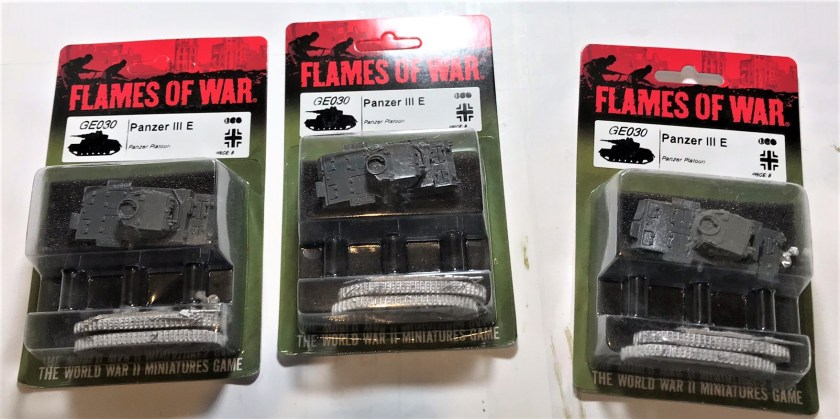 FLAMES OF WAR
GE030
Panzer III E
Panzer Platoon
THE WORLD WAR II MINIATURES GAME
FLAMES OF WAR
GE030
Panzer III E
Panzer Platoon
THE WORLD WAR II MINIATURES GAME
FLAMES OF WAR
GE030
Panzer III E
Panzer Platoon
THE WORLD WAR II MINIATURES GAME